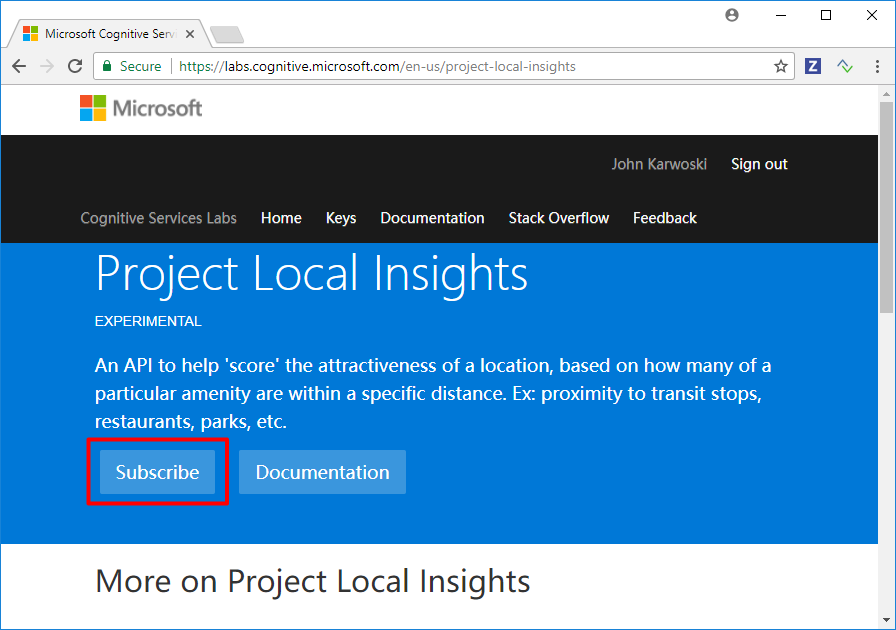 Microsoft Cognitive Serv
Secure https://labs.cognitive.microsoft.com/en-us/project-local-insights
Z
Microsoft
John Karwoski Sign out
Cognitive Services Labs Home Keys Documentation Stack Overflow Feedback
Project Local Insights
EXPERIMENTAL
An API to help 'score' the attractiveness of a location, based on how many of a
particular amenity are within a specific distance. Ex: proximity to transit stops,
restaurants, parks, etc.
Subscribe Documentation
More on Project Local Insights